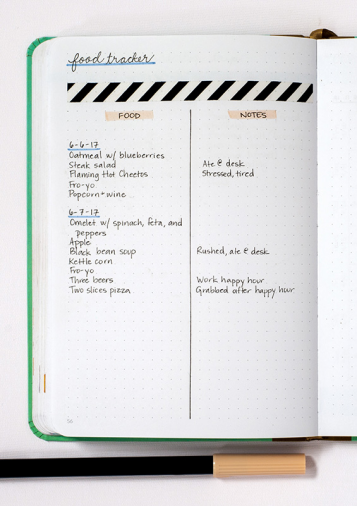 food tracker
FOOD
NOTES
6-6-17
Oatmeal w/ blueberries
Steak salad
Ate @ desk
Flaming Hot Cheetos
Stressed, tired
Fro-yo
Popcorn + wine
6-7-17
Omelet w/ spinach, feta, and
peppers
Apple
Black bean soup
Rushed, ate @ desk
Kettle corn
Fro-yo
Three beers
Work happy hour
Two slices pizza
Grabbed after happy hour